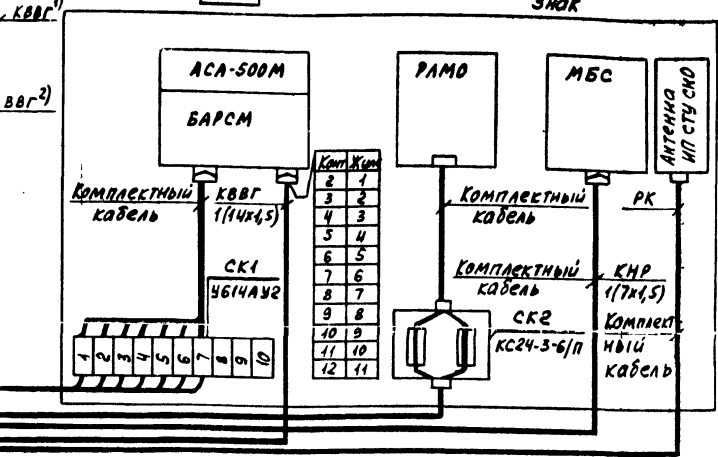 , КВВГ¹⁾
Знак
ВВГ²⁾
АСЛ-500М
БАРСМ
РЛМО
МБС
Антенна
ИП СТУ СКО
Конт Жил
2 1
3 2
4 3
5 4
6 5
7 6
8 7
9 8
10 9
11 10
12 11
Комплектный
кабель
КВВГ
1(14х1,5)
Комплектный
кабель
РК
СК1
У614АУ2
Комплектный
кабель
КНР
1(7х1,5)
СК2
КС24-3-6/П
Комплект
ный
кабель
1 2 3 4 5 6 7 8 9 10